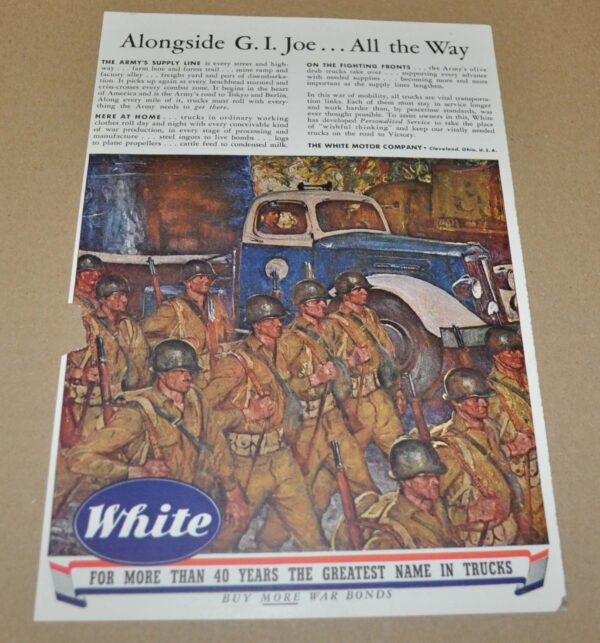 Alongside G. I. Joe . . . All the Way
THE ARMY'S SUPPLY LINE is every street and high-
way . . . farm lane and forest trail . . . mine ramp and
factory alley . . . freight yard and port of disembarka-
tion. It picks up again at every beachhead stormed and
criss-crosses every combat zone. It begins in the heart
of America and is the Army's road to Tokyo and Berlin.
Along every mile of it, trucks must roll with every-
thing the Army needs to get there.
HERE AT HOME . . . trucks in ordinary working
clothes roll day and night with every conceivable kind
of war production, in every stage of processing and
manufacture . . . steel ingots to live bombs . . . logs
to plane propellers . . . cattle feed to condensed milk.
ON THE FIGHTING FRONTS . . . the Army's olive
drab trucks take over . . . supporting every advance
with needed supplies . . . becoming more and more
important as the supply lines lengthen.
In this war of mobility, all trucks are vital transporta-
tion links. Each of them must stay in service longer
and work harder than, by peacetime standards, was
ever thought possible. To assist owners in this, White
has developed Personalized Service to take the place
of "wishful thinking" and keep our vitally needed
trucks on the road to Victory.
THE WHITE MOTOR COMPANY • Cleveland, Ohio, U.S.A.
White
FOR MORE THAN 40 YEARS THE GREATEST NAME IN TRUCKS
BUY MORE WAR BONDS